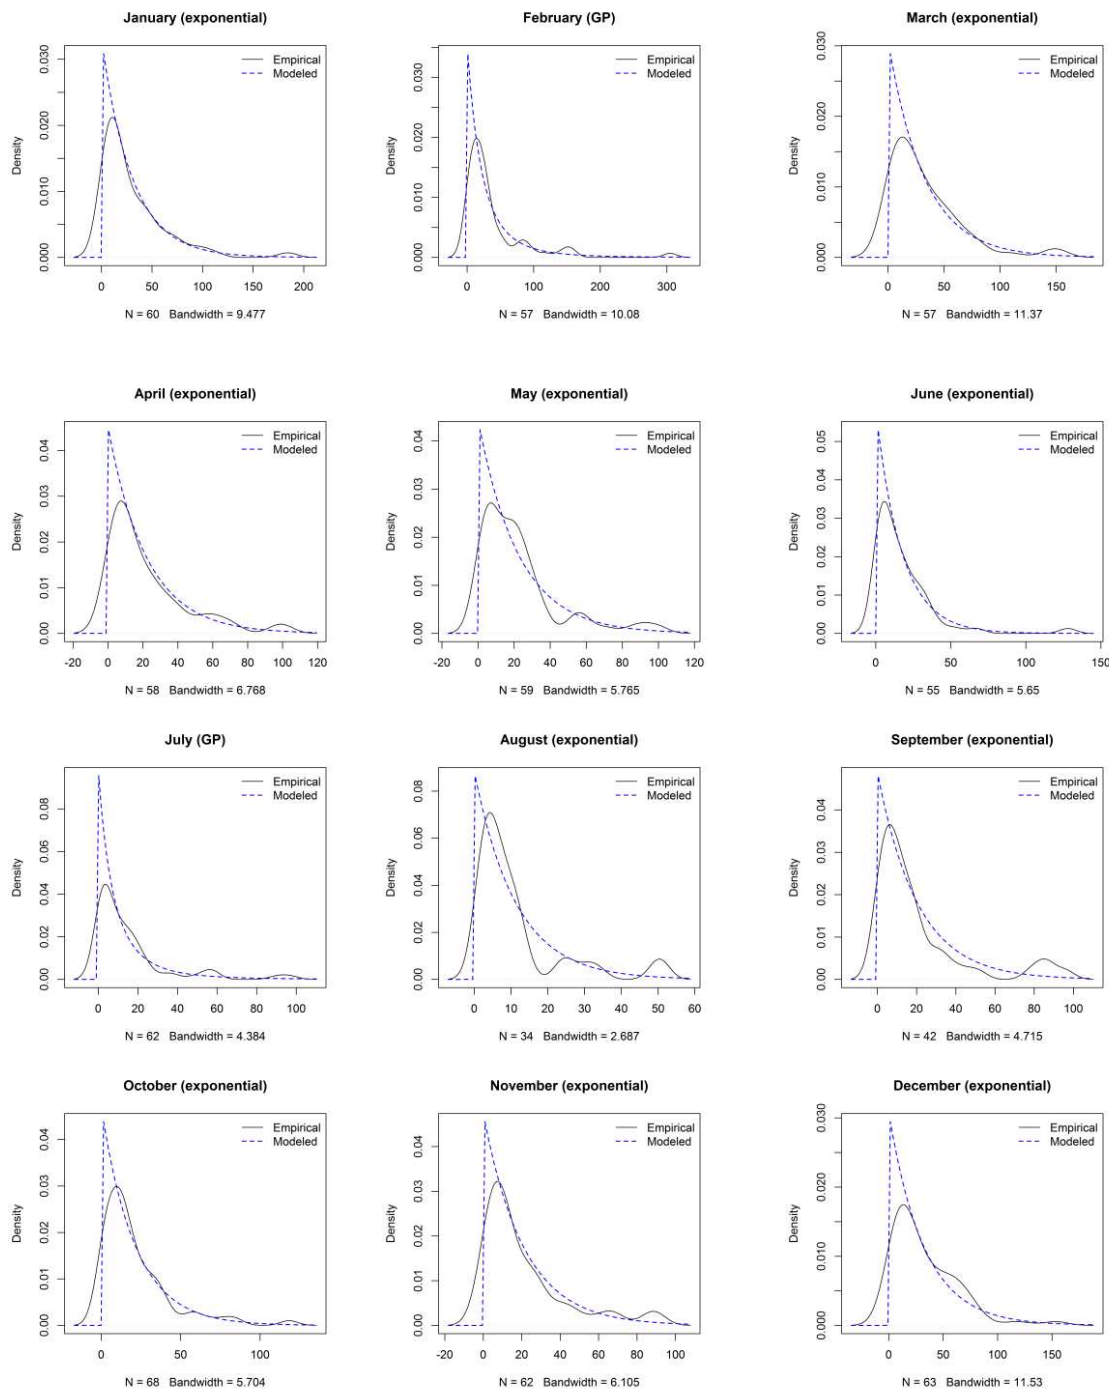 January (exponential)
Density
0.000 0.010 0.020 0.030
Empirical
Modeled
0 50 100 150 200
N = 60 Bandwidth = 9.477
February (GP)
Density
0.000 0.010 0.020 0.030
Empirical
Modeled
0 100 200 300
N = 57 Bandwidth = 10.08
March (exponential)
Density
0.000 0.010 0.020 0.030
Empirical
Modeled
0 50 100 150
N = 57 Bandwidth = 11.37
April (exponential)
Density
0.00 0.01 0.02 0.03 0.04
Empirical
Modeled
-20 0 20 40 60 80 100 120
N = 58 Bandwidth = 6.768
May (exponential)
Density
0.00 0.01 0.02 0.03 0.04
Empirical
Modeled
-20 0 20 40 60 80 100 120
N = 59 Bandwidth = 5.765
June (exponential)
Density
0.00 0.01 0.02 0.03 0.04 0.05
Empirical
Modeled
0 50 100 150
N = 55 Bandwidth = 5.65
July (GP)
Density
0.00 0.02 0.04 0.06 0.08
Empirical
Modeled
0 20 40 60 80 100
N = 62 Bandwidth = 4.384
August (exponential)
Density
0.00 0.02 0.04 0.06 0.08
Empirical
Modeled
0 10 20 30 40 50 60
N = 34 Bandwidth = 2.687
September (exponential)
Density
0.00 0.01 0.02 0.03 0.04
Empirical
Modeled
0 20 40 60 80 100
N = 42 Bandwidth = 4.715
October (exponential)
Density
0.00 0.01 0.02 0.03 0.04
Empirical
Modeled
0 50 100
N = 68 Bandwidth = 5.704
November (exponential)
Density
0.00 0.01 0.02 0.03 0.04
Empirical
Modeled
-20 0 20 40 60 80 100
N = 62 Bandwidth = 6.105
December (exponential)
Density
0.000 0.010 0.020 0.030
Empirical
Modeled
0 50 100 150
N = 63 Bandwidth = 11.53